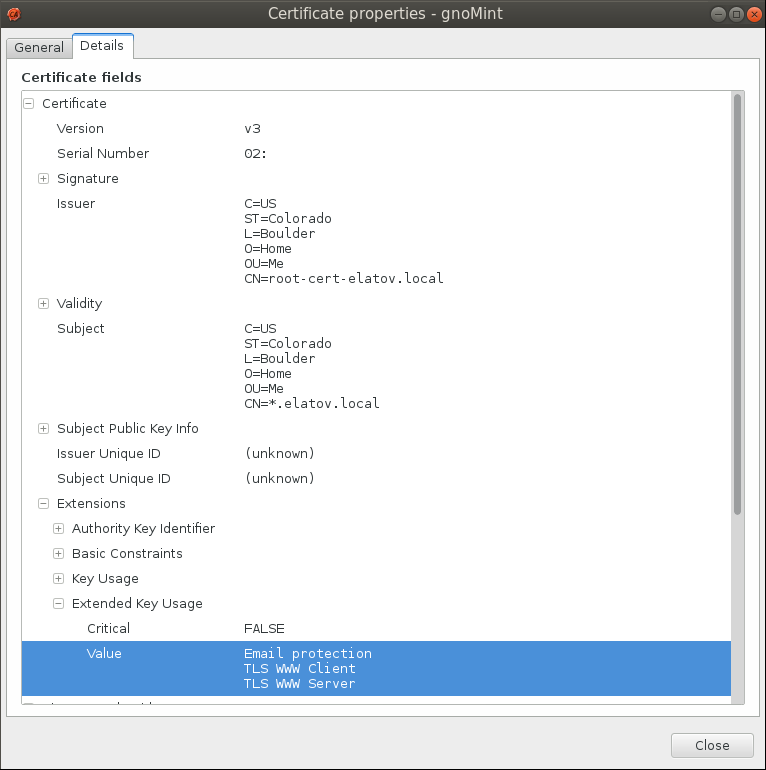 Certificate properties - gnoMint
General Details
Certificate fields
Certificate
Version v3
Serial Number 02:
Signature
Issuer C=US
ST=Colorado
L=Boulder
O=Home
OU=Me
CN=root-cert-elatov.local
Validity
Subject C=US
ST=Colorado
L=Boulder
O=Home
OU=Me
CN=*.elatov.local
Subject Public Key Info
Issuer Unique ID (unknown)
Subject Unique ID (unknown)
Extensions
Authority Key Identifier
Basic Constraints
Key Usage
Extended Key Usage
Critical FALSE
Value Email protection
TLS WWW Client
TLS WWW Server
Close